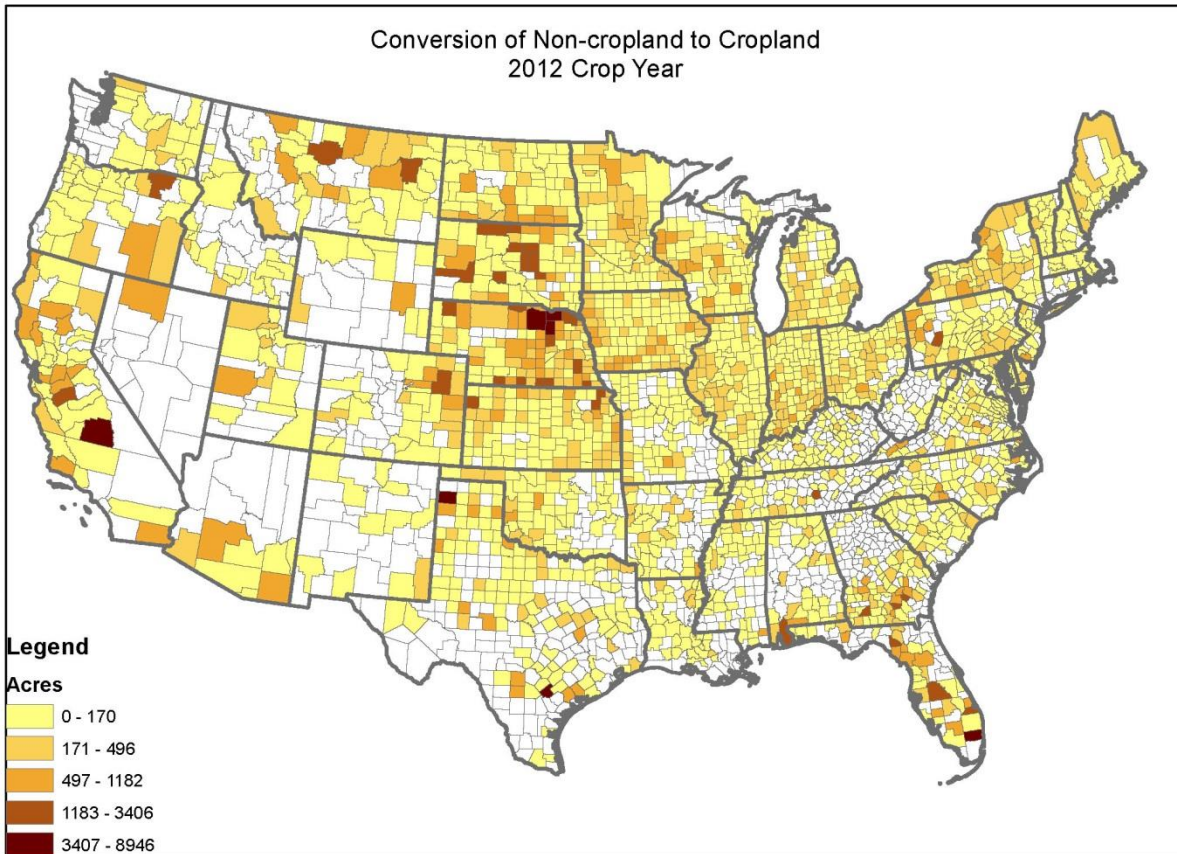 Conversion of Non-cropland to Cropland
2012 Crop Year
Legend
Acres
0 - 170
171 - 496
497 - 1182
1183 - 3406
3407 - 8946